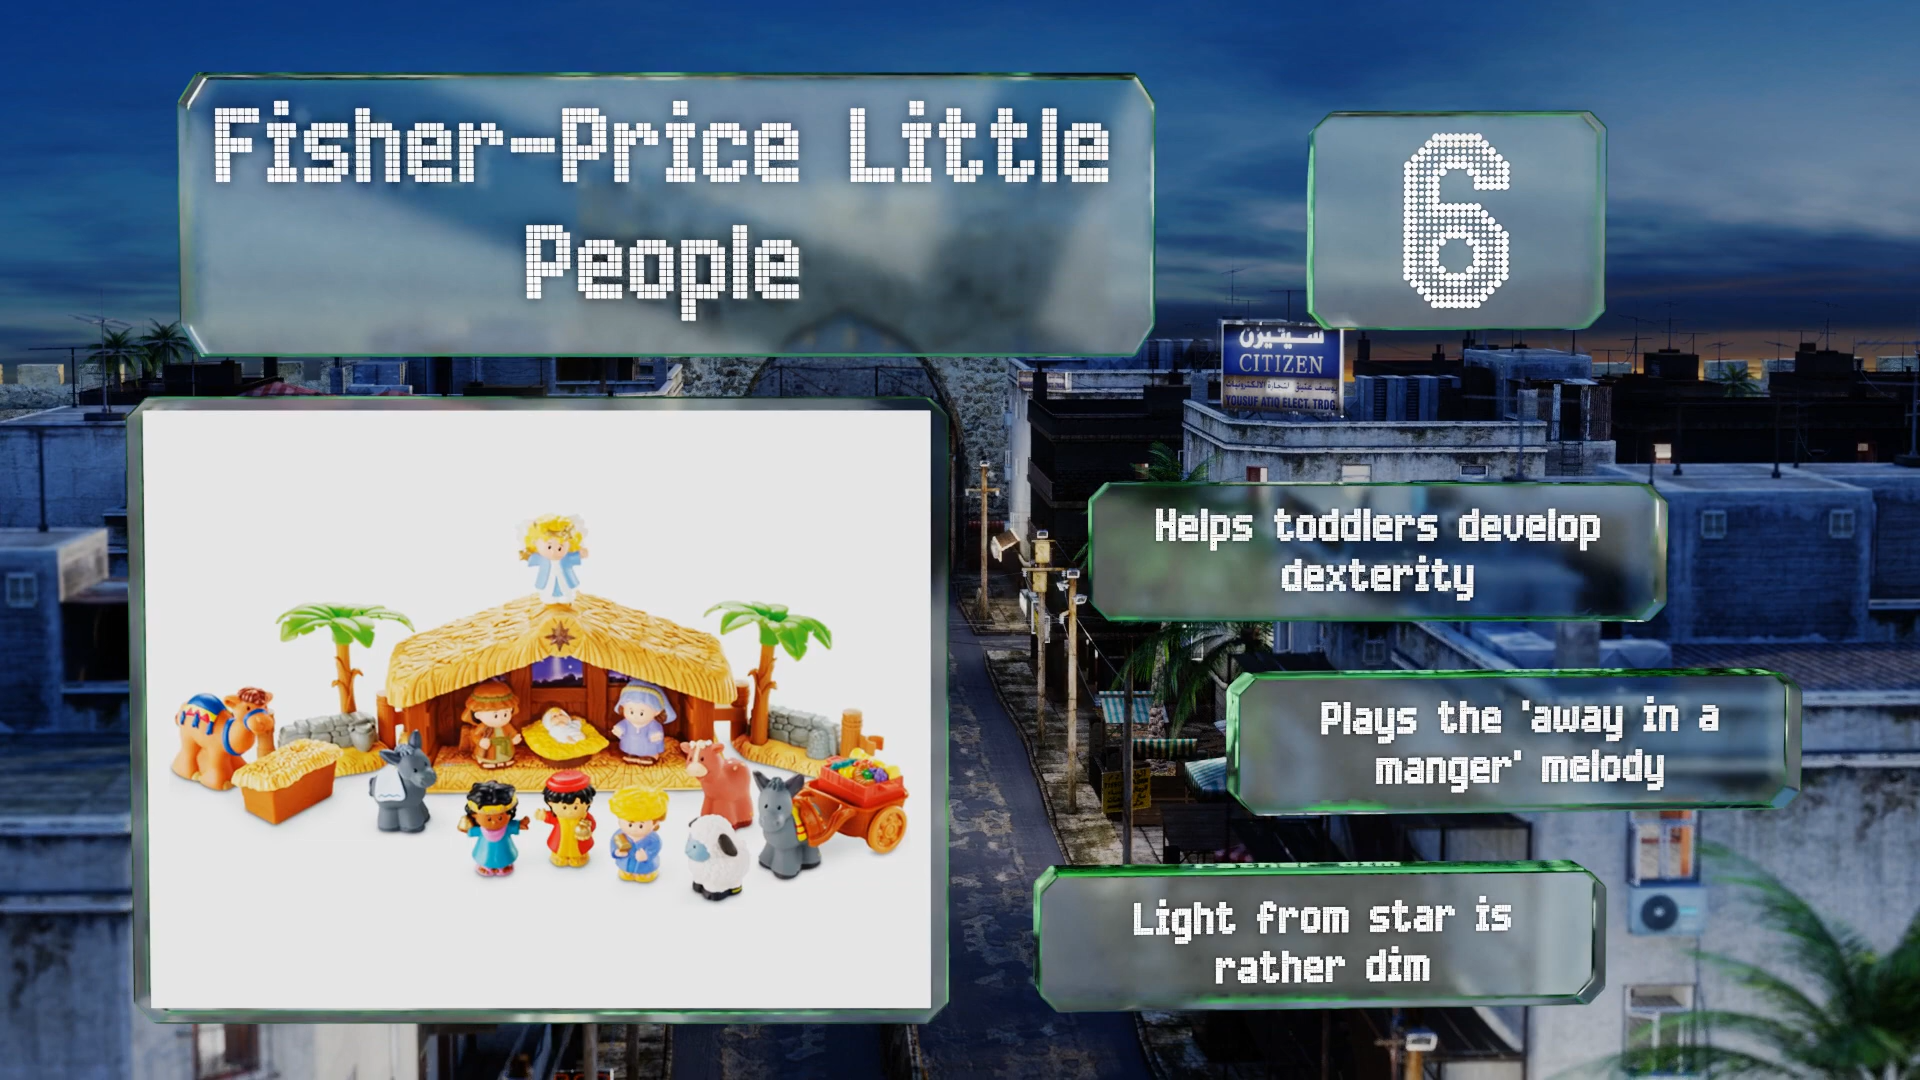 Fisher-Price Little
People
6
سيتيزن
CITIZEN
YOUSUF ATIQ ELECT. TRDG.
Helps toddlers develop
dexterity
Plays the 'away in a
manger' melody
Light from star is
rather dim